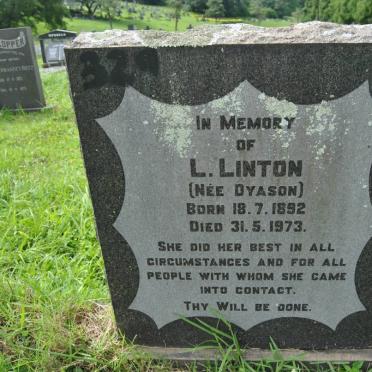 329
IN MEMORY
OF
L. LINTON
(NÉE DYASON)
BORN 18.7.1892
DIED 31.5.1973.
SHE DID HER BEST IN ALL
CIRCUMSTANCES AND FOR ALL
PEOPLE WITH WHOM SHE CAME
INTO CONTACT.
THY WILL BE DONE.